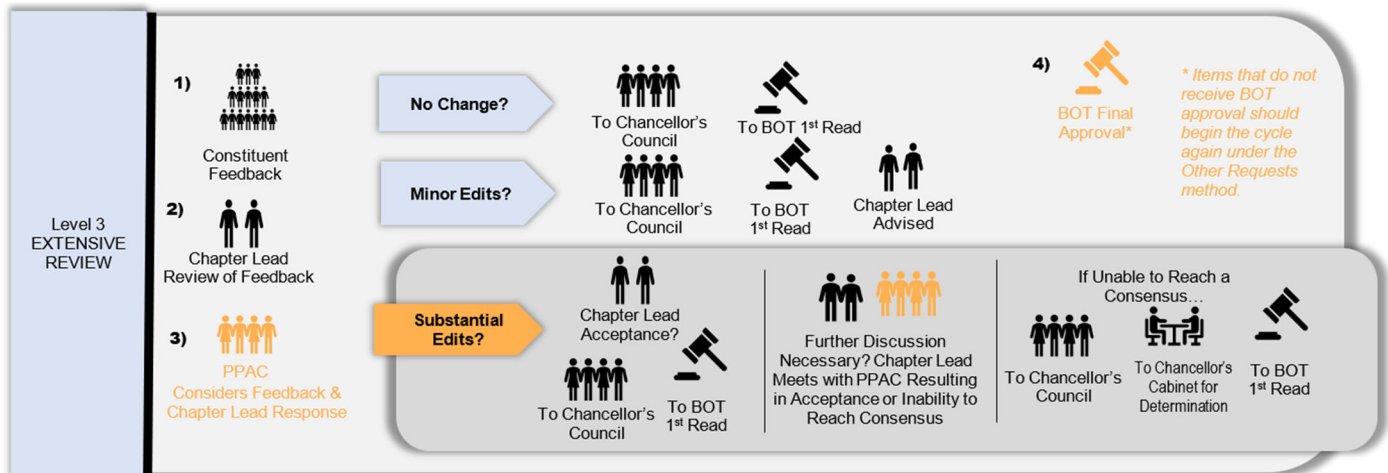 Level 3
EXTENSIVE
REVIEW
1)
Constituent
Feedback
2)
Chapter Lead
Review of Feedback
3)
PPAC
Considers Feedback &
Chapter Lead Response
No Change?
To Chancellor's
Council
To BOT 1st Read
Minor Edits?
To Chancellor's
Council
To BOT
1st Read
Chapter Lead
Advised
Substantial
Edits?
Chapter Lead
Acceptance?
To Chancellor's
Council
To BOT
1st Read
Further Discussion
Necessary? Chapter Lead
Meets with PPAC Resulting
in Acceptance or Inability to
Reach Consensus
If Unable to Reach a
Consensus…
To Chancellor's
Council
To Chancellor's
Cabinet for
Determination
To BOT
1st Read
4)
BOT Final
Approval*
* Items that do not
receive BOT
approval should
begin the cycle
again under the
Other Requests
method.